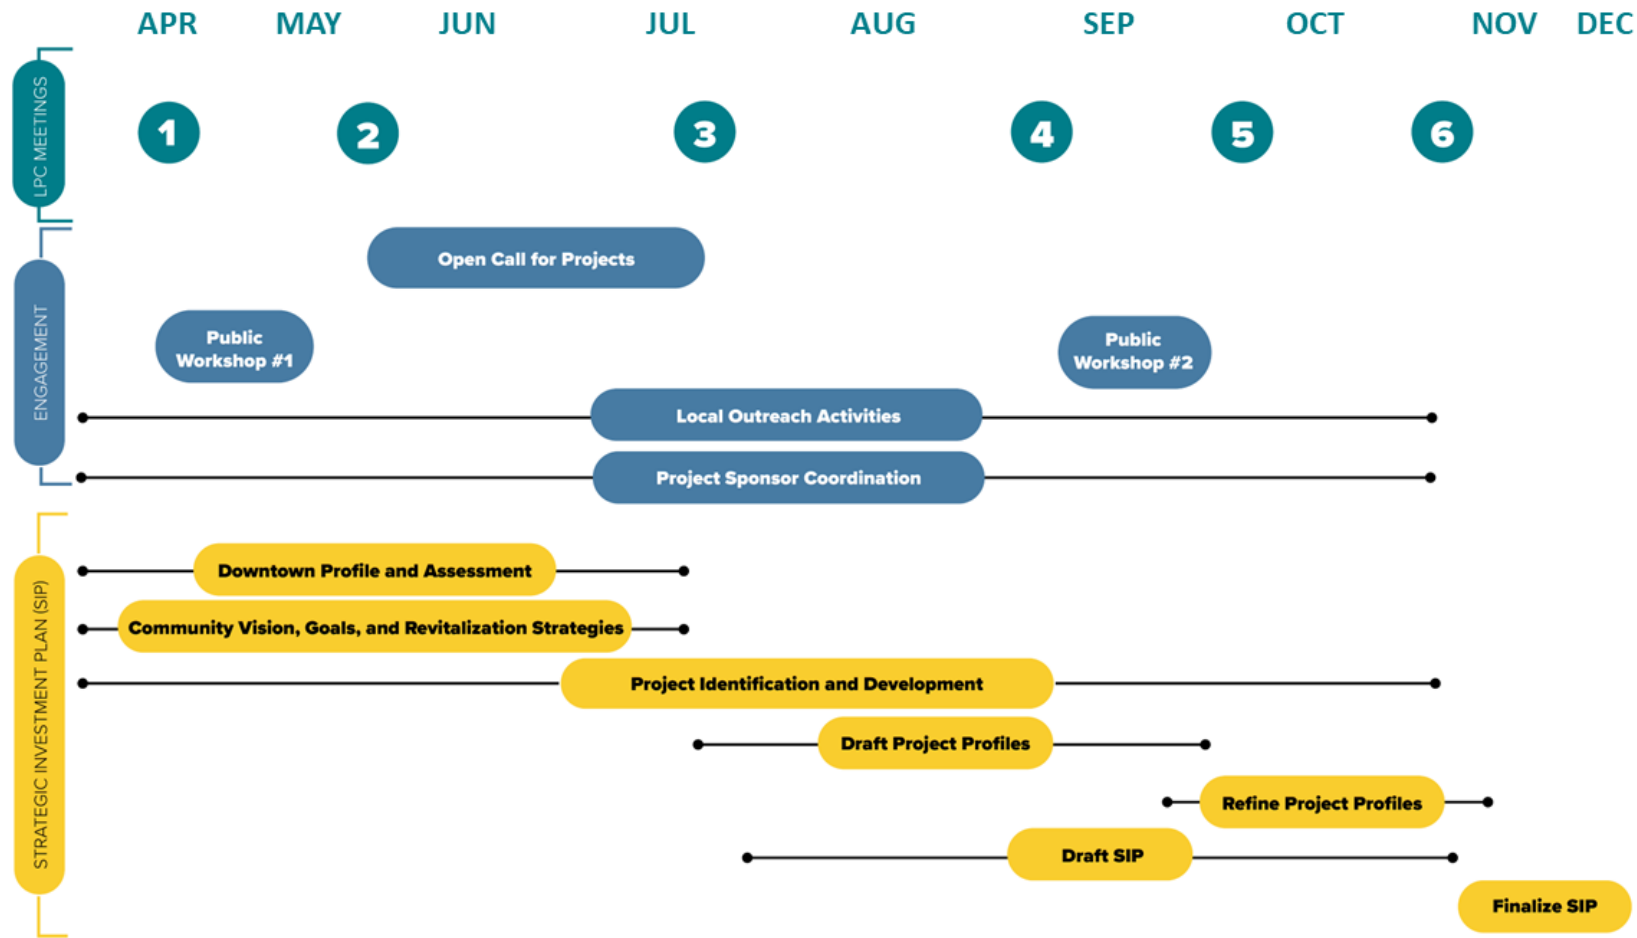 APR MAY JUN JUL AUG SEP OCT NOV DEC
LPC MEETINGS
1 2 3 4 5 6
ENGAGEMENT
Open Call for Projects
Public
Workshop #1
Public
Workshop #2
Local Outreach Activities
Project Sponsor Coordination
STRATEGIC INVESTMENT PLAN (SIP)
Downtown Profile and Assessment
Community Vision, Goals, and Revitalization Strategies
Project Identification and Development
Draft Project Profiles
Refine Project Profiles
Draft SIP
Finalize SIP